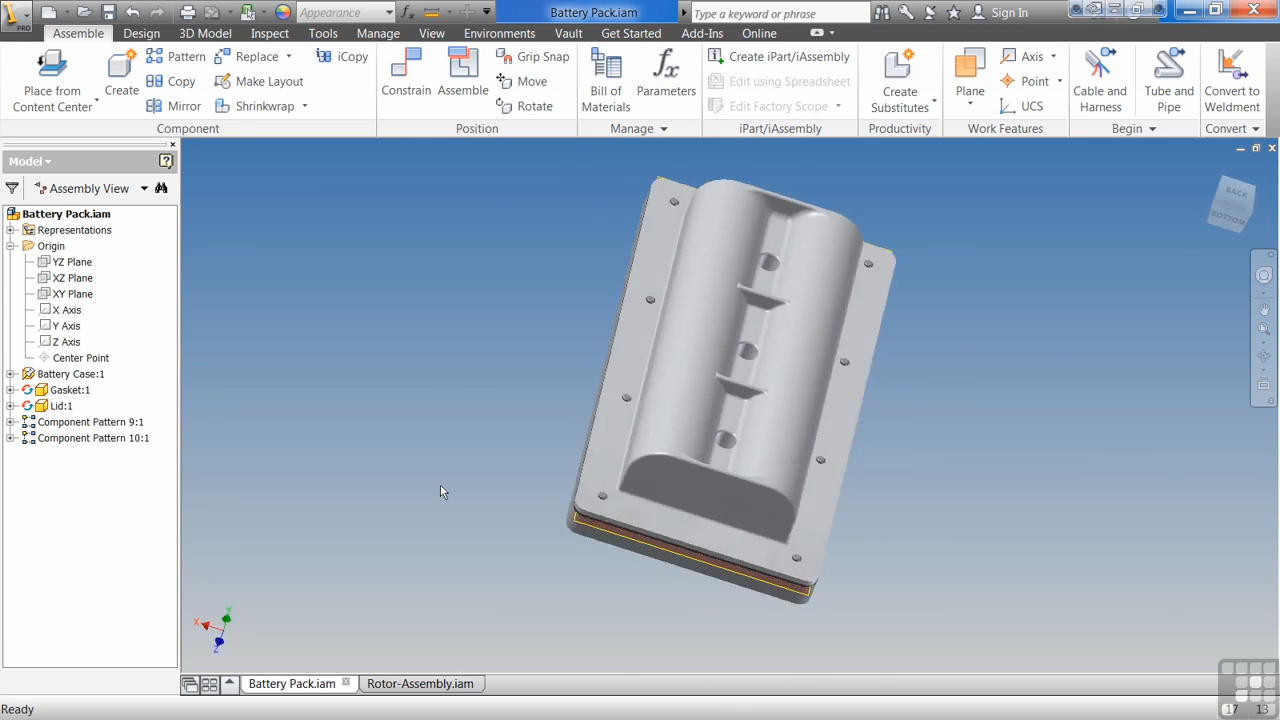 Appearance
Battery Pack.iam
Type a keyword or phrase
Sign In
PRO
Assemble Design 3D Model Inspect Tools Manage View Environments Vault Get Started Add-Ins Online
Place from
Content Center
Create
Pattern
Copy
Mirror
Replace
Make Layout
Shrinkwrap
iCopy
Component
Constrain
Assemble
Grip Snap
Move
Rotate
Position
Bill of
Materials
fx
Parameters
Manage
Create iPart/iAssembly
Edit using Spreadsheet
Edit Factory Scope
iPart/iAssembly
Create
Substitutes
Productivity
Plane
Axis
Point
UCS
Work Features
Cable and
Harness
Tube and
Pipe
Begin
Convert to
Weldment
Convert
Model
Assembly View
Battery Pack.iam
Representations
Origin
YZ Plane
XZ Plane
XY Plane
X Axis
Y Axis
Z Axis
Center Point
Battery Case:1
Gasket:1
Lid:1
Component Pattern 9:1
Component Pattern 10:1
BACK
BOTTOM
X
Y
Z
Battery Pack.iam
Rotor-Assembly.iam
Ready
17 13